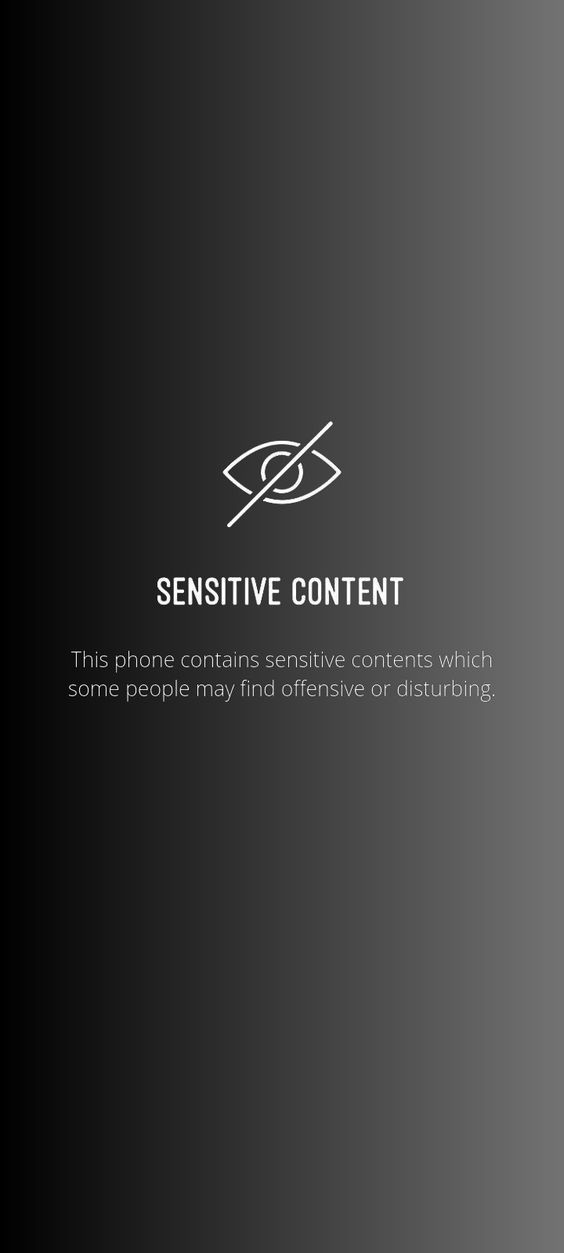 SENSITIVE CONTENT
This phone contains sensitive contents which
some people may find offensive or disturbing.